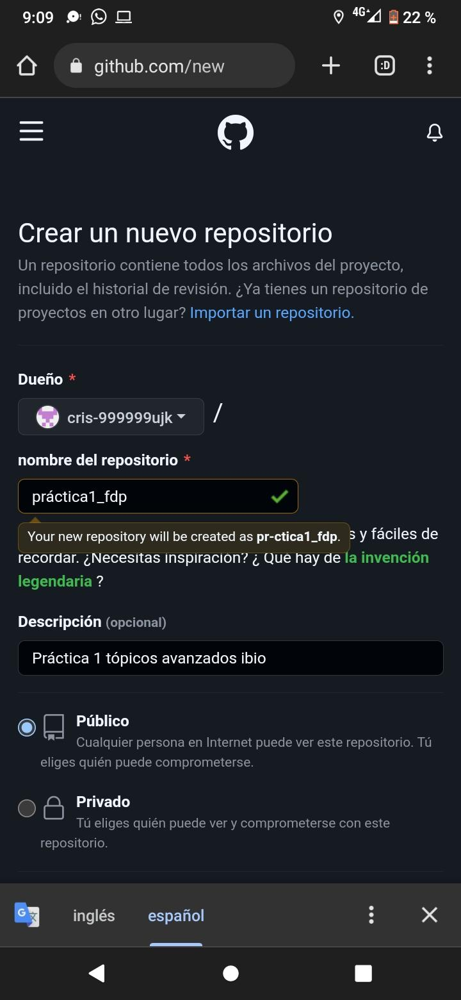 9:09
4G
22 %
github.com/new
:D
Crear un nuevo repositorio
Un repositorio contiene todos los archivos del proyecto,
incluido el historial de revisión. ¿Ya tienes un repositorio de
proyectos en otro lugar? Importar un repositorio.
Dueño *
cris-999999ujk
/
nombre del repositorio *
práctica1_fdp
Your new repository will be created as pr-ctica1_fdp.
s y fáciles de
recordar. ¿Necesitas inspiración? ¿ Qué hay de la invención
legendaria ?
Descripción (opcional)
Práctica 1 tópicos avanzados ibio
Público
Cualquier persona en Internet puede ver este repositorio. Tú
eliges quién puede comprometerse.
Privado
Tú eliges quién puede ver y comprometerse con este
repositorio.
inglés
español